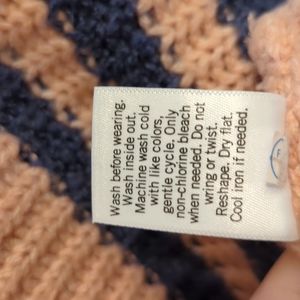 Wash before wearing.
Wash inside out.
Machine wash cold
with like colors,
gentle cycle. Only
non-chlorine bleach
when needed. Do not
wring or twist.
Reshape. Dry flat.
Cool iron if needed.